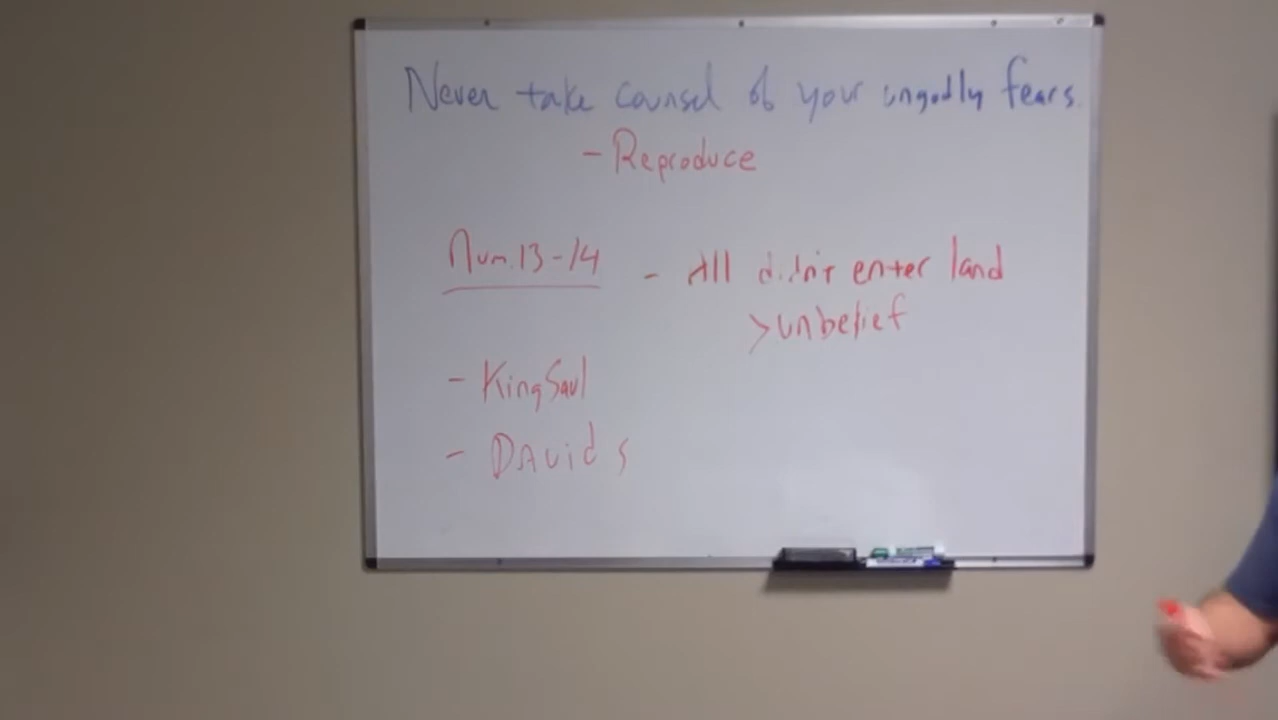 Never take counsel of your ungodly fears
- Reproduce
Num.13-14 - All didn't enter land
>unbelief
- King Saul
- DAvid s